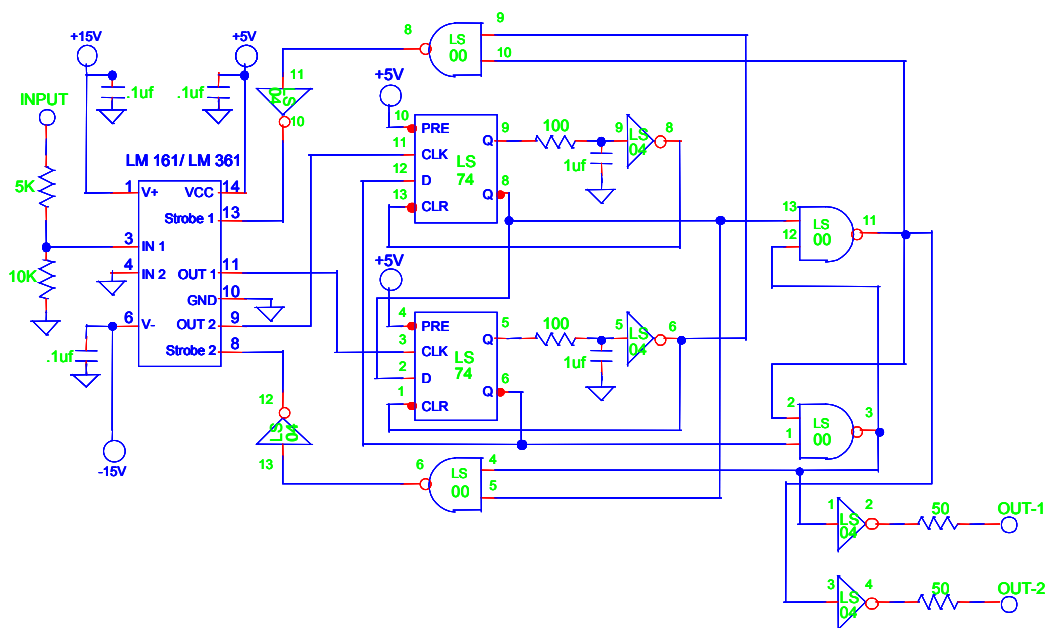 +15V
+5V
.1uf
.1uf
INPUT
5K
10K
LM 161/ LM 361
1
V+
VCC
14
Strobe 1
13
3
IN 1
4
IN 2
OUT 1
11
GND
10
OUT 2
9
6
V-
Strobe 2
8
.1uf
-15V
11
LS
04
10
12
LS
04
13
8
LS
00
9
10
+5V
10
PRE
11
CLK
12
D
13
CLR
LS
74
Q
9
Q
8
100
1uf
9
LS
04
8
+5V
4
PRE
3
CLK
2
D
1
CLR
LS
74
Q
5
Q
6
100
1uf
5
LS
04
6
6
LS
00
4
5
13
12
LS
00
11
2
1
LS
00
3
1
LS
04
2
50
OUT-1
3
LS
04
4
50
OUT-2